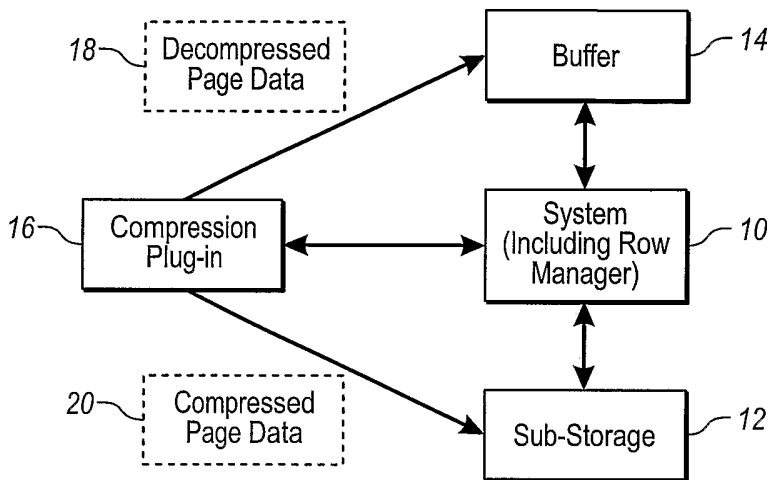 18
Decompressed
Page Data
Buffer
14
16
Compression
Plug-in
System
(Including Row
Manager)
10
20
Compressed
Page Data
Sub-Storage
12